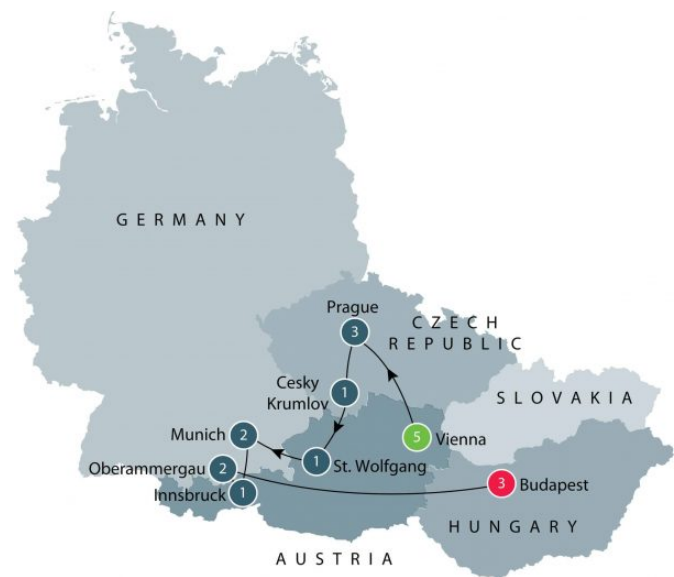 GERMANY
Prague
3
CZECH
REPUBLIC
Cesky
Krumlov
1
SLOVAKIA
Munich
2
5
Vienna
Oberammergau
2
1
St. Wolfgang
Innsbruck
1
3
Budapest
HUNGARY
AUSTRIA